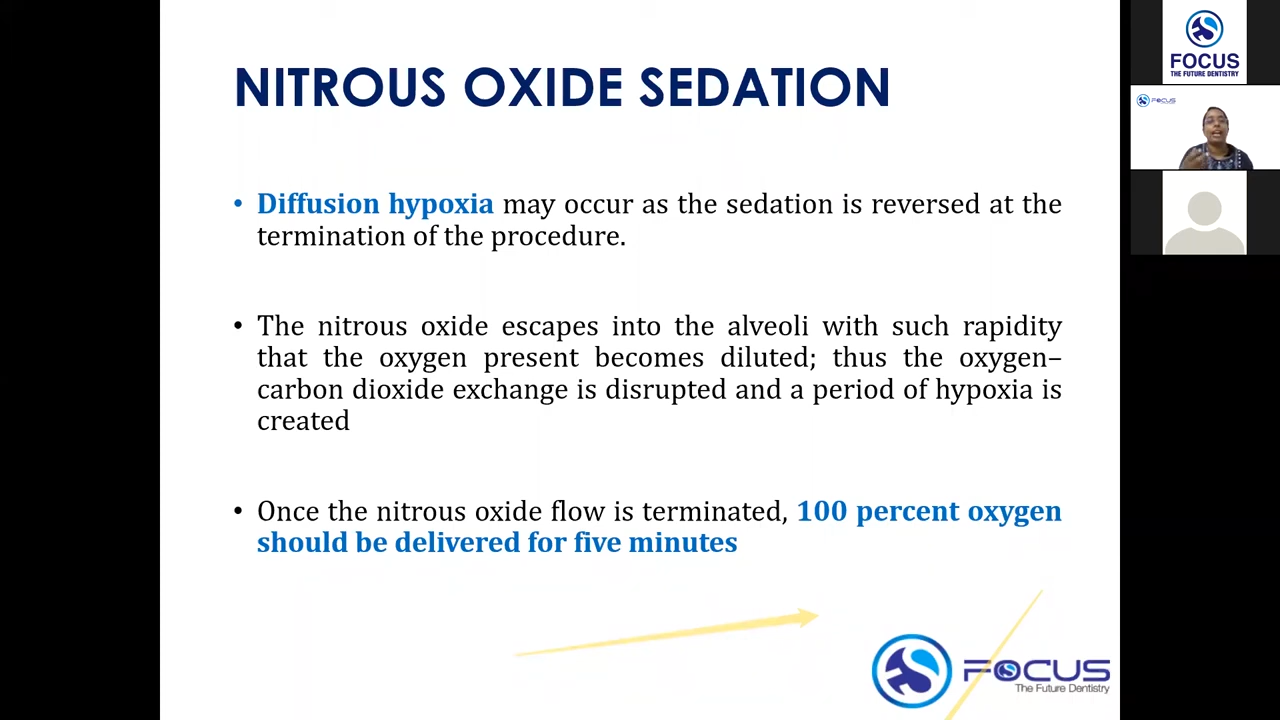 NITROUS OXIDE SEDATION
• Diffusion hypoxia may occur as the sedation is reversed at the
termination of the procedure.
• The nitrous oxide escapes into the alveoli with such rapidity
that the oxygen present becomes diluted; thus the oxygen–
carbon dioxide exchange is disrupted and a period of hypoxia is
created
• Once the nitrous oxide flow is terminated, 100 percent oxygen
should be delivered for five minutes
FOCUS
The Future Dentistry
FOCUS
THE FUTURE DENTISTRY
FOCUS